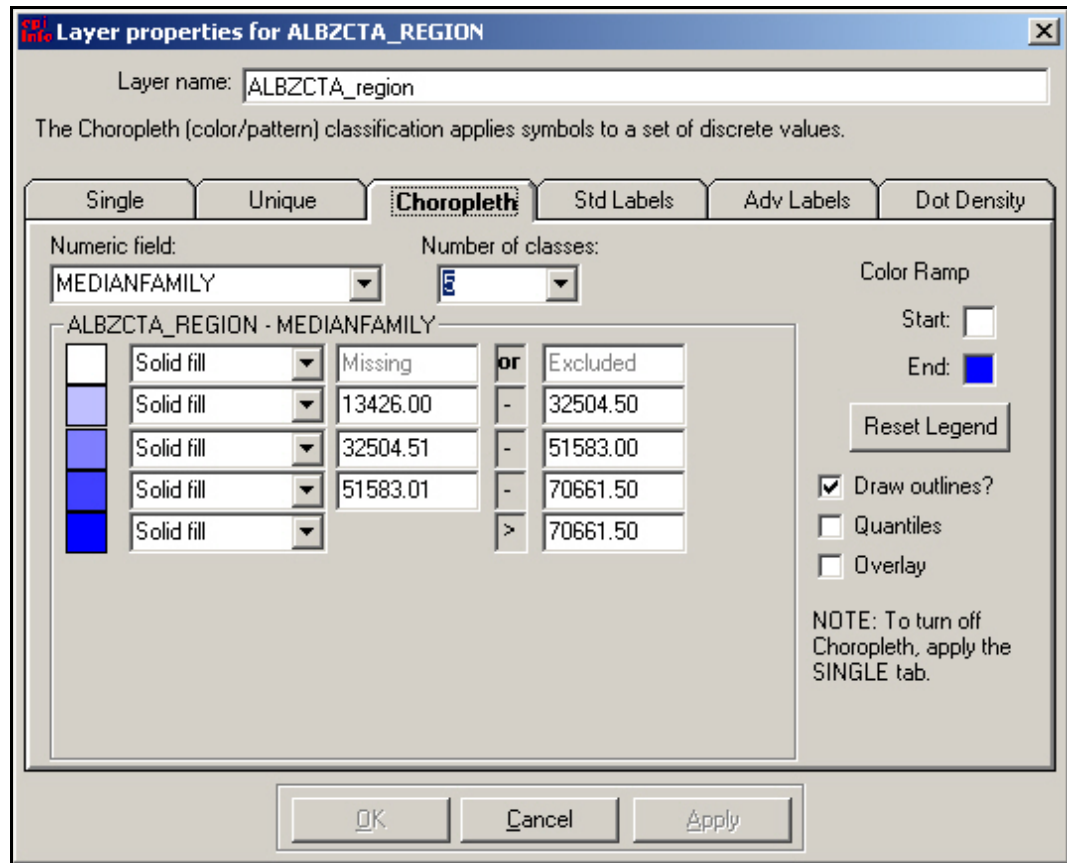 epi info Layer properties for ALBZCTA_REGION
Layer name: ALBZCTA_region
The Choropleth (color/pattern) classification applies symbols to a set of discrete values.
Single Unique Choropleth Std Labels Adv Labels Dot Density
Numeric field: Number of classes:
MEDIANFAMILY 5
Color Ramp
Start:
End:
Reset Legend
ALBZCTA_REGION - MEDIANFAMILY
Solid fill Missing or Excluded
Solid fill 13426.00 - 32504.50
Solid fill 32504.51 - 51583.00
Solid fill 51583.01 - 70661.50
Solid fill > 70661.50
Draw outlines?
Quantiles
Overlay
NOTE: To turn off
Choropleth, apply the
SINGLE tab.
OK Cancel Apply